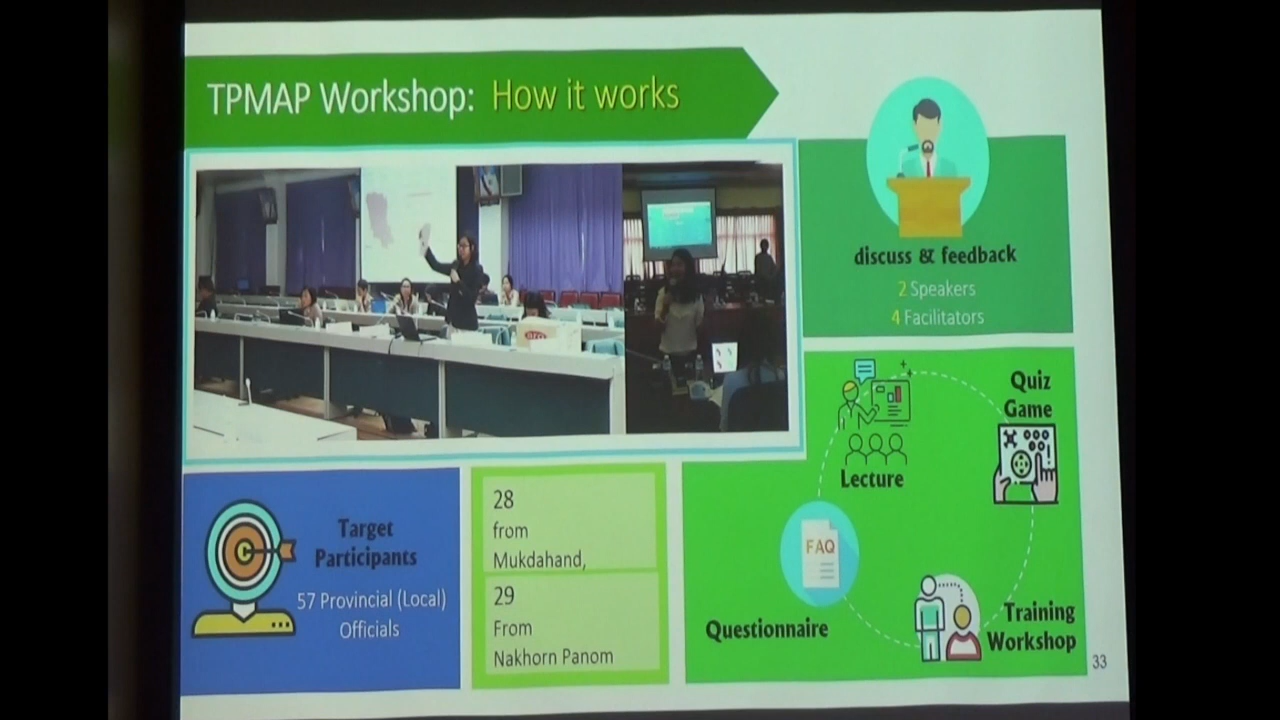 TPMAP Workshop: How it works
discuss & feedback
2 Speakers
4 Facilitators
Lecture
Quiz
Game
FAQ
Questionnaire
Training
Workshop
Target
Participants
57 Provincial (Local)
Officials
28
from
Mukdahand,
29
From
Nakhorn Panom
33